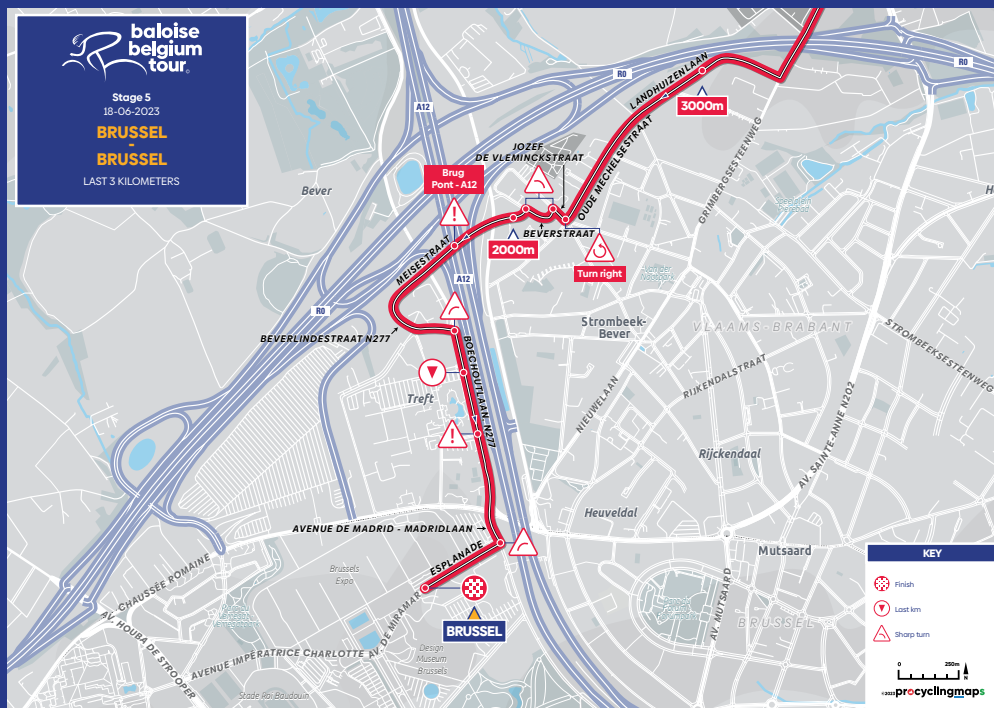 baloise
belgium
tour
Stage 5
18-06-2023
BRUSSEL
-
BRUSSEL
LAST 3 KILOMETERS
R0
R0
A12
LANDHUIZENLAAN
3000m
JOZEF
DE VLEMINCKSTRAAT
OUDE MECHELSESTRAAT
GRIMBERGSESTEENWEG
Brug
Pont - A12
Bever
BEVERSTRAAT
2000m
Turn right
MEISESTRAAT
A12
R0
Strombeek-
Bever
VLAAMS-BRABANT
BEVERLINDESTRAAT N277
STROMBEEKSESTEENWEG
BOECHOUTLAAN N277
RIJKENDALSTRAAT
NIEUWELAAN
Treft
AV. SAINTE-ANNE N202
Rijckendaal
Heuveldal
AVENUE DE MADRID - MADRIDLAAN
Mutsaard
ESPLANADE
CHAUSSÉE ROMAINE
Brussels
Expo
AV. DE MIRAMAR
BRUSSEL
AV. MUTSAARD
BRUSSEL
AV. HOUBA DE STROOPER
AVENUE IMPÉRATRICE CHARLOTTE
Design
Museum
Brussels
Stade Roi Baudouin
KEY
Finish
Last km
Sharp turn
0 250m
N
©2023 procyclingmaps